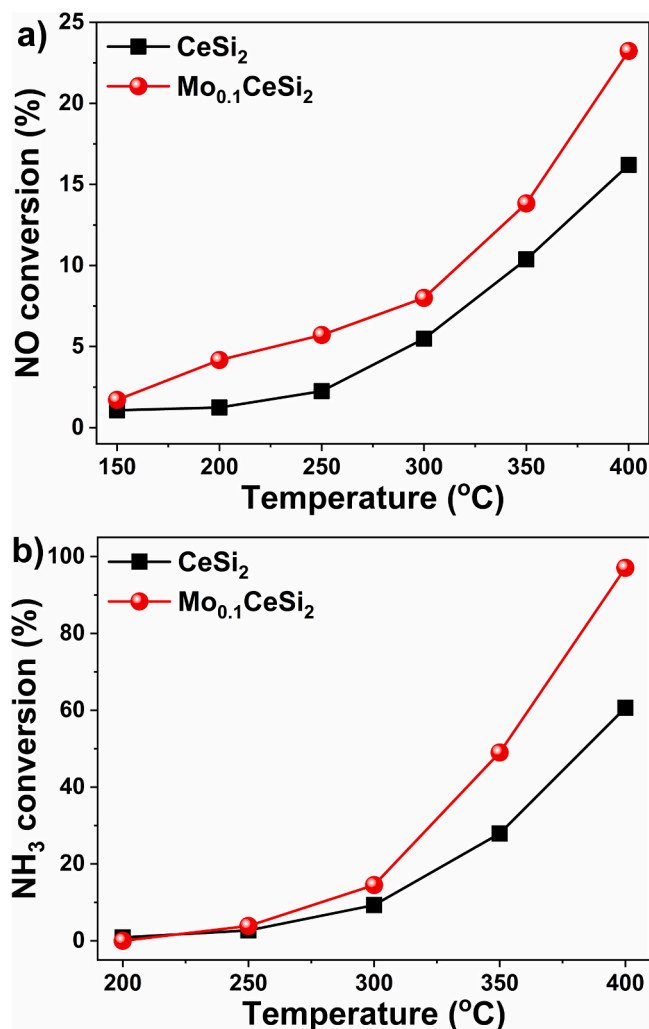 a)
CeSi₂
Mo₀.₁CeSi₂
NO conversion (%)
25
20
15
10
5
0
150 200 250 300 350 400
Temperature (°C)
b)
CeSi₂
Mo₀.₁CeSi₂
NH₃ conversion (%)
100
80
60
40
20
0
200 250 300 350 400
Temperature (°C)